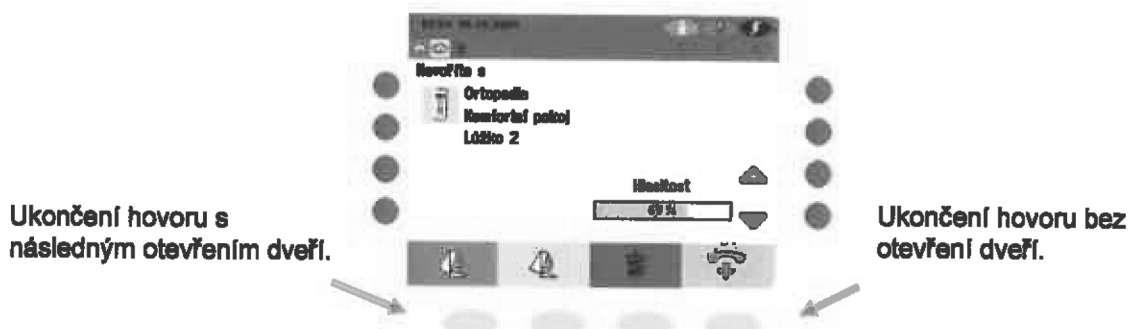 Hovoříte s
Ortopedie
Komfortní pokoj
Lůžko 2
Hlasitost
Ukončení hovoru s
následným otevřením dveří.
Ukončení hovoru bez
otevření dveří.